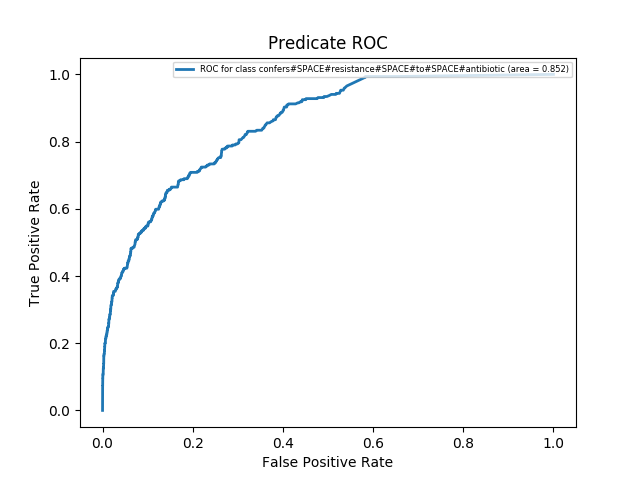 Predicate ROC
ROC for class confers#SPACE#resistance#SPACE#to#SPACE#antibiotic (area = 0.852)
1.0
0.8
0.6
0.4
0.2
0.0
True Positive Rate
0.0 0.2 0.4 0.6 0.8 1.0
False Positive Rate